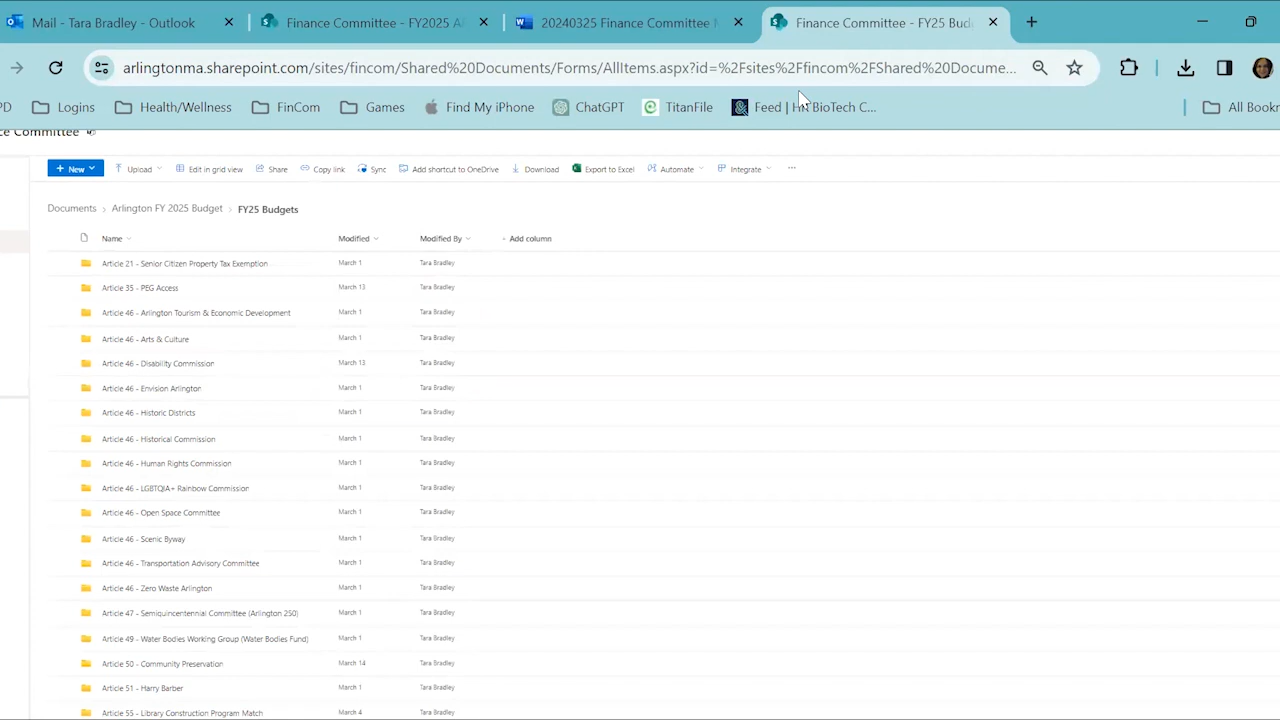 Mail - Tara Bradley - Outlook
Finance Committee - FY2025 A
20240325 Finance Committee
Finance Committee - FY25 Bud
arlingtonma.sharepoint.com/sites/fincom/Shared%20Documents/Forms/AllItems.aspx?id=%2Fsites%2Ffincom%2FShared%20Docume...
PD
Logins
Health/Wellness
FinCom
Games
Find My iPhone
ChatGPT
TitanFile
Feed | BioTech C...
All Bookr
ce Committee
+ New
Upload
Edit in grid view
Share
Copy link
Sync
Add shortcut to OneDrive
Download
Export to Excel
Automate
Integrate
...
Documents > Arlington FY 2025 Budget > FY25 Budgets
Name Modified Modified By + Add column
Article 21 - Senior Citizen Property Tax Exemption March 1 Tara Bradley
Article 35 - PEG Access March 13 Tara Bradley
Article 46 - Arlington Tourism & Economic Development March 1 Tara Bradley
Article 46 - Arts & Culture March 1 Tara Bradley
Article 46 - Disability Commission March 13 Tara Bradley
Article 46 - Envision Arlington March 1 Tara Bradley
Article 46 - Historic Districts March 1 Tara Bradley
Article 46 - Historical Commission March 1 Tara Bradley
Article 46 - Human Rights Commission March 1 Tara Bradley
Article 46 - LGBTQIA+ Rainbow Commission March 1 Tara Bradley
Article 46 - Open Space Committee March 1 Tara Bradley
Article 46 - Scenic Byway March 1 Tara Bradley
Article 46 - Transportation Advisory Committee March 1 Tara Bradley
Article 46 - Zero Waste Arlington March 1 Tara Bradley
Article 47 - Semiquincentennial Committee (Arlington 250) March 1 Tara Bradley
Article 49 - Water Bodies Working Group (Water Bodies Fund) March 1 Tara Bradley
Article 50 - Community Preservation March 14 Tara Bradley
Article 51 - Harry Barber March 1 Tara Bradley
Article 55 - Library Construction Program Match March 4 Tara Bradley